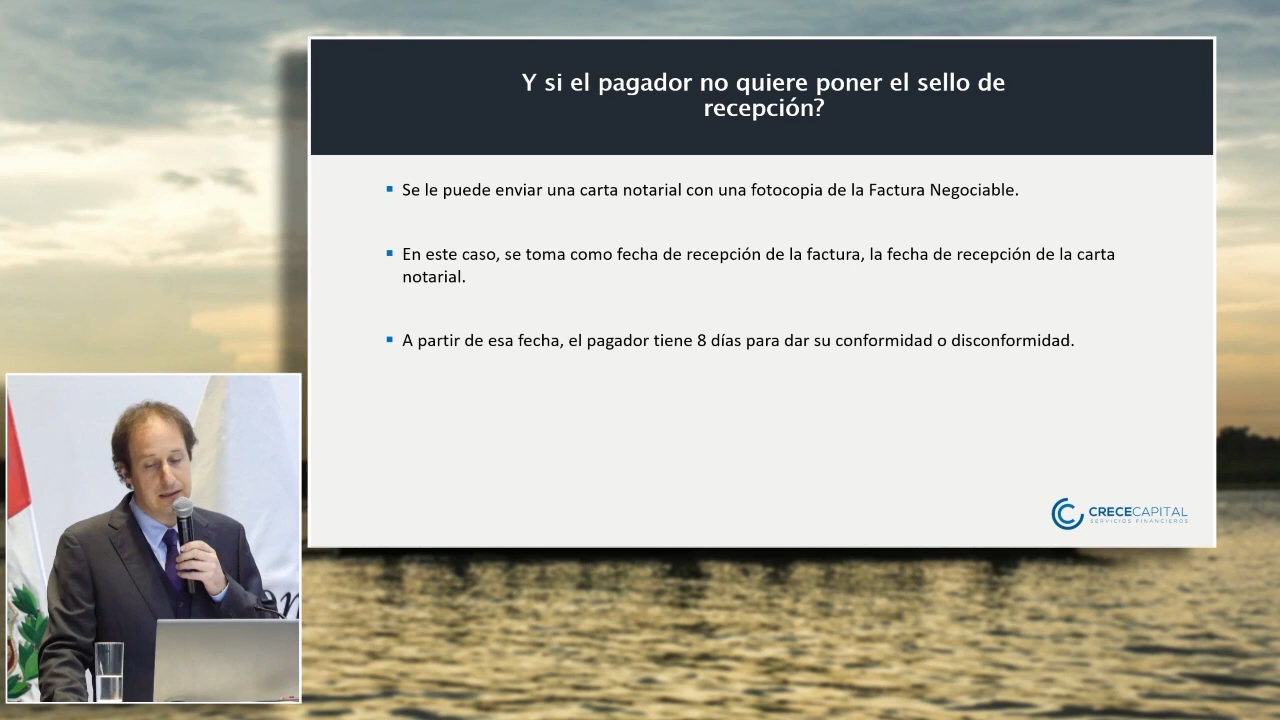 Y si el pagador no quiere poner el sello de
recepción?
Se le puede enviar una carta notarial con una fotocopia de la Factura Negociable.
En este caso, se toma como fecha de recepción de la factura, la fecha de recepción de la carta
notarial.
A partir de esa fecha, el pagador tiene 8 días para dar su conformidad o disconformidad.
CRECECAPITAL
SERVICIOS FINANCIEROS